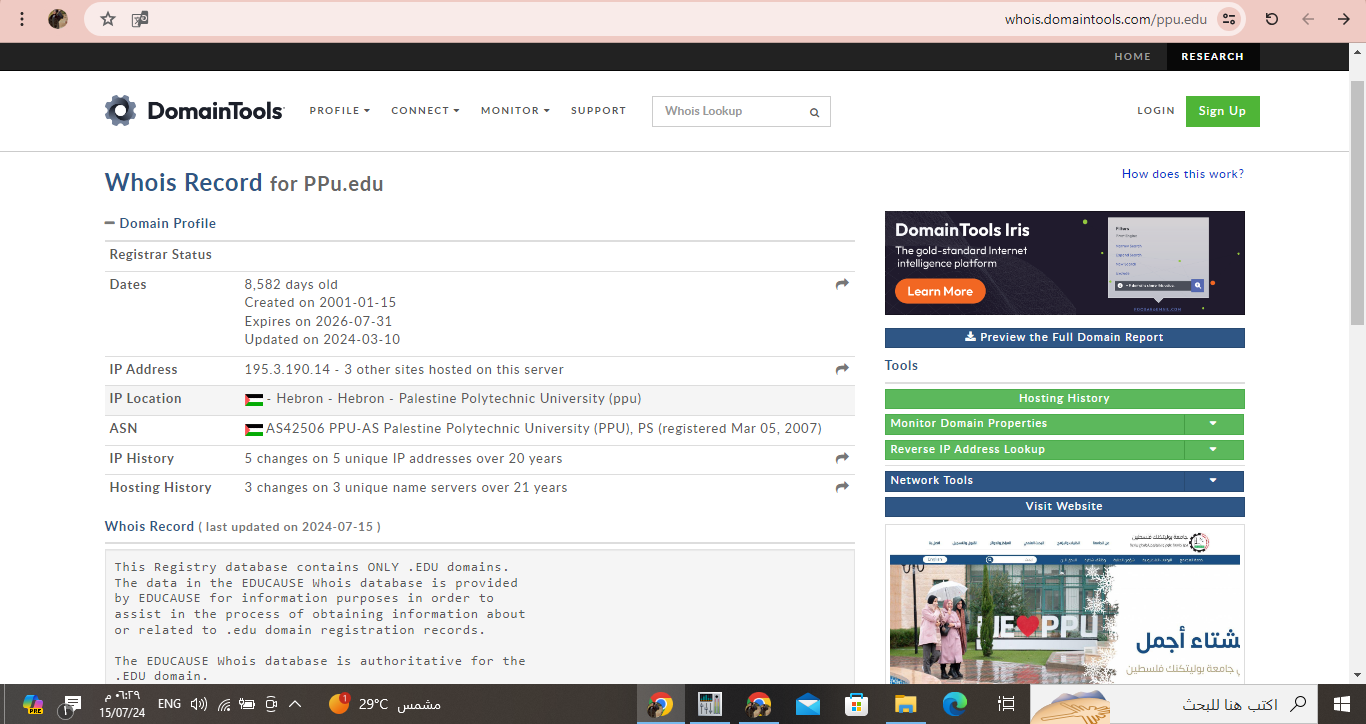 whois.domaintools.com/ppu.edu
HOME
RESEARCH
DomainTools
PROFILE
CONNECT
MONITOR
SUPPORT
Whois Lookup
LOGIN
Sign Up
Whois Record for PPu.edu
How does this work?
Domain Profile
Registrar Status
Dates
8,582 days old
Created on 2001-01-15
Expires on 2026-07-31
Updated on 2024-03-10
IP Address
195.3.190.14 - 3 other sites hosted on this server
IP Location
- Hebron - Hebron - Palestine Polytechnic University (ppu)
ASN
AS42506 PPU-AS Palestine Polytechnic University (PPU), PS (registered Mar 05, 2007)
IP History
5 changes on 5 unique IP addresses over 20 years
Hosting History
3 changes on 3 unique name servers over 21 years
Whois Record ( last updated on 2024-07-15 )
This Registry database contains ONLY .EDU domains.
The data in the EDUCAUSE Whois database is provided
by EDUCAUSE for information purposes in order to
assist in the process of obtaining information about
or related to .edu domain registration records.
The EDUCAUSE Whois database is authoritative for the
.EDU domain.
DomainTools Iris
The gold-standard Internet
intelligence platform
Learn More
Preview the Full Domain Report
Tools
Hosting History
Monitor Domain Properties
Reverse IP Address Lookup
Network Tools
Visit Website
جامعة بوليتكنك فلسطين
PPU
شتاء أجمل
جامعة بوليتكنك فلسطين
PRE
1
٠٦:٢٩ م
15/07/24
ENG
1
29°C
مشمس
اكتب هنا للبحث